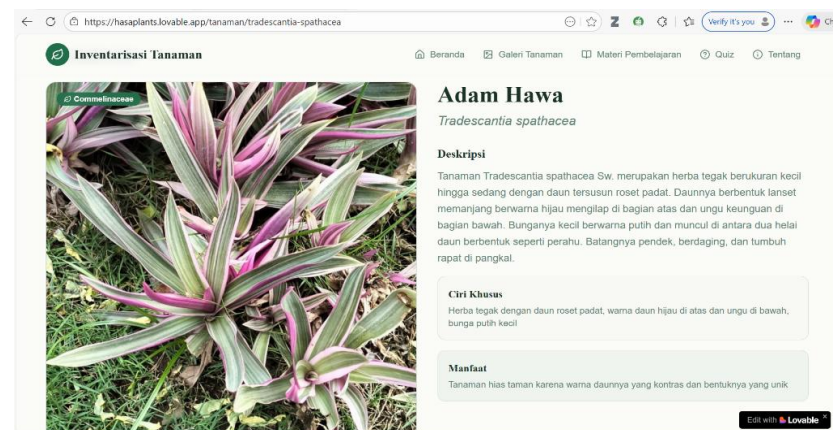 https://hasaplants.lovable.app/tanaman/tradescantia-spathacea
Verify it's you
Inventarisasi Tanaman
Beranda
Galeri Tanaman
Materi Pembelajaran
Quiz
Tentang
Commelinaceae
Adam Hawa
Tradescantia spathacea
Deskripsi
Tanaman Tradescantia spathacea Sw. merupakan herba tegak berukuran kecil
hingga sedang dengan daun tersusun roset padat. Daunnya berbentuk lanset
memanjang berwarna hijau mengilap di bagian atas dan ungu keunguan di
bagian bawah. Bunganya kecil berwarna putih dan muncul di antara dua helai
daun berbentuk seperti perahu. Batangnya pendek, berdaging, dan tumbuh
rapat di pangkal.
Ciri Khusus
Herba tegak dengan daun roset padat, warna daun hijau di atas dan ungu di bawah,
bunga putih kecil
Manfaat
Tanaman hias taman karena warna daunnya yang kontras dan bentuknya yang unik
Edit with Lovable